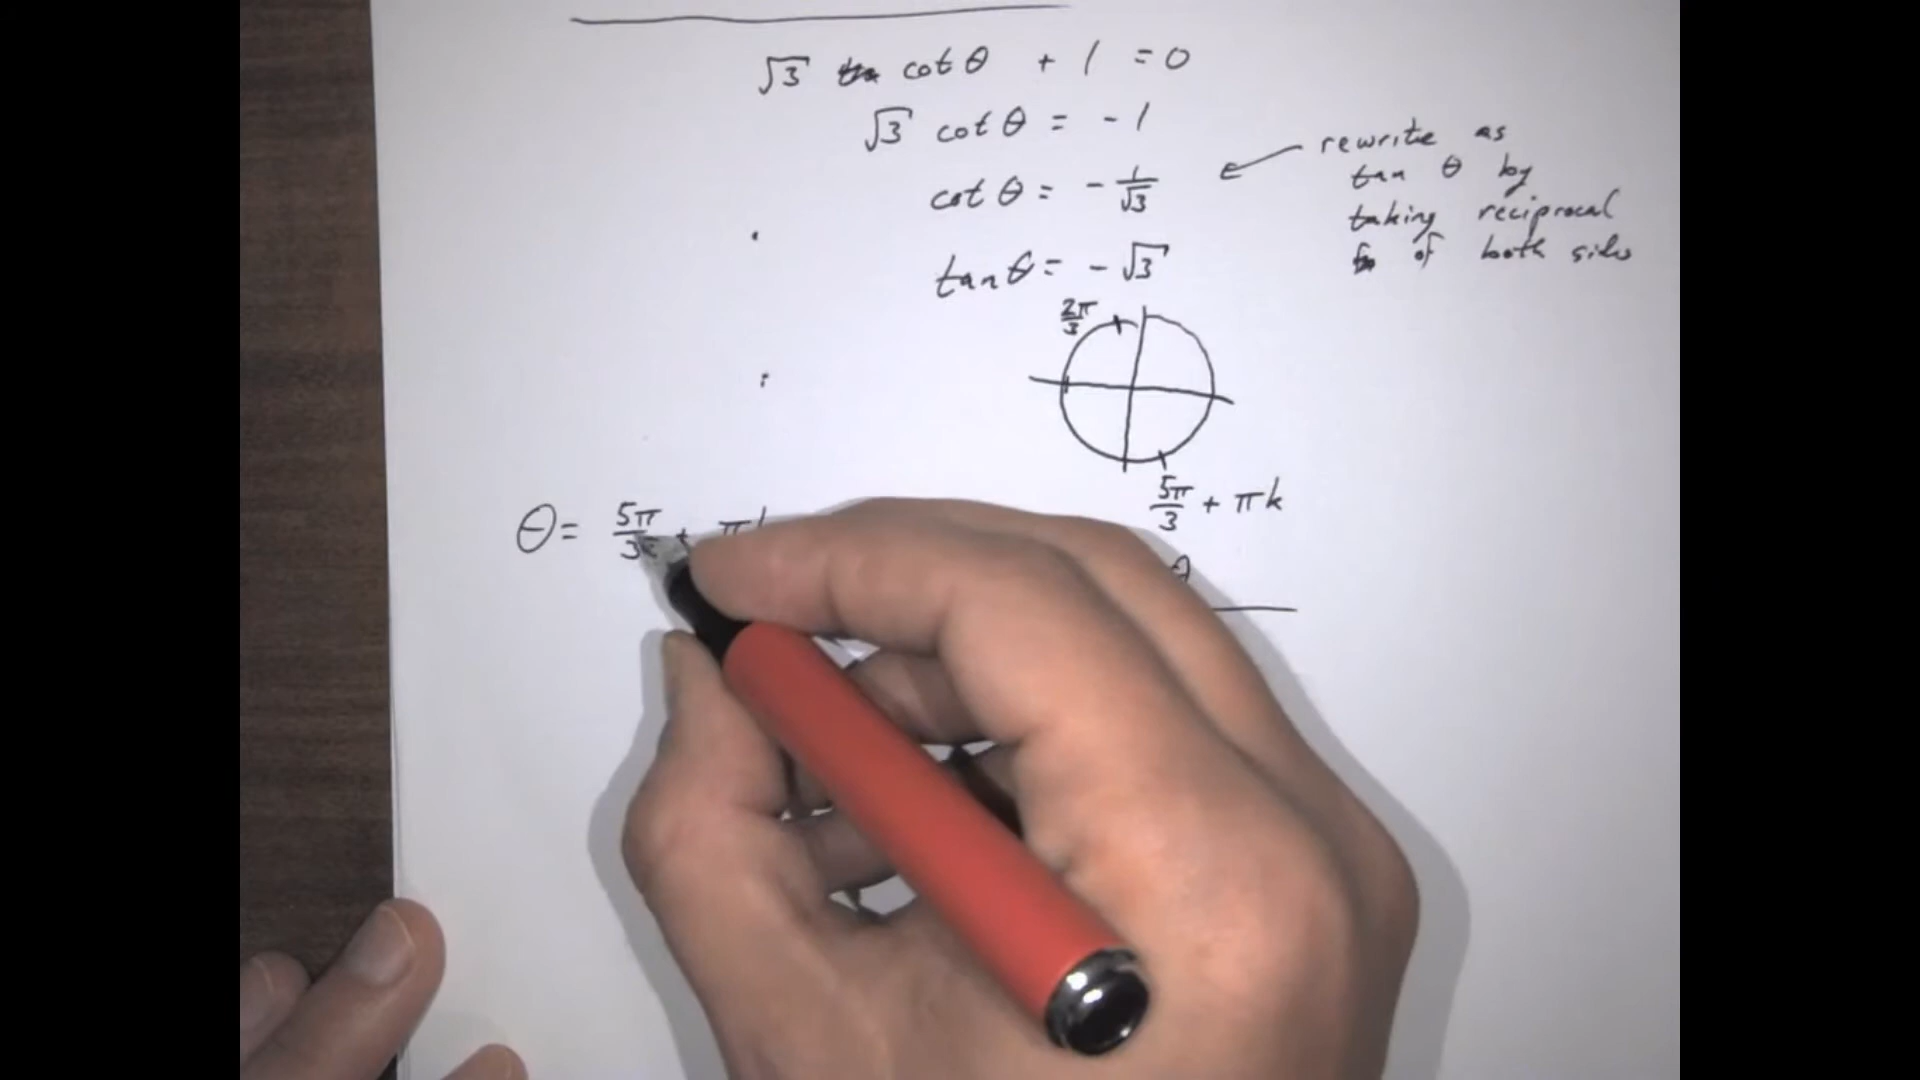 √3 cot θ + 1 = 0
√3 cot θ = - 1
cot θ = - 1/√3
rewrite as
tan θ by
taking reciprocal
of both sides
tan θ = - √3
2π/3
5π/3 + πk
θ = 5π/3 + π